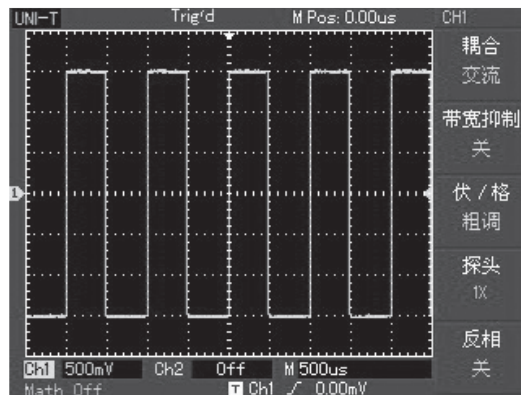 UNI-T Trig'd M Pos: 0.00us CH1
耦合
交流
带宽抑制
关
1
伏/格
粗调
探头
1X
反相
关
Ch1 500mV Ch2 Off M 500us
Math Off T Ch1 / 0.00mV